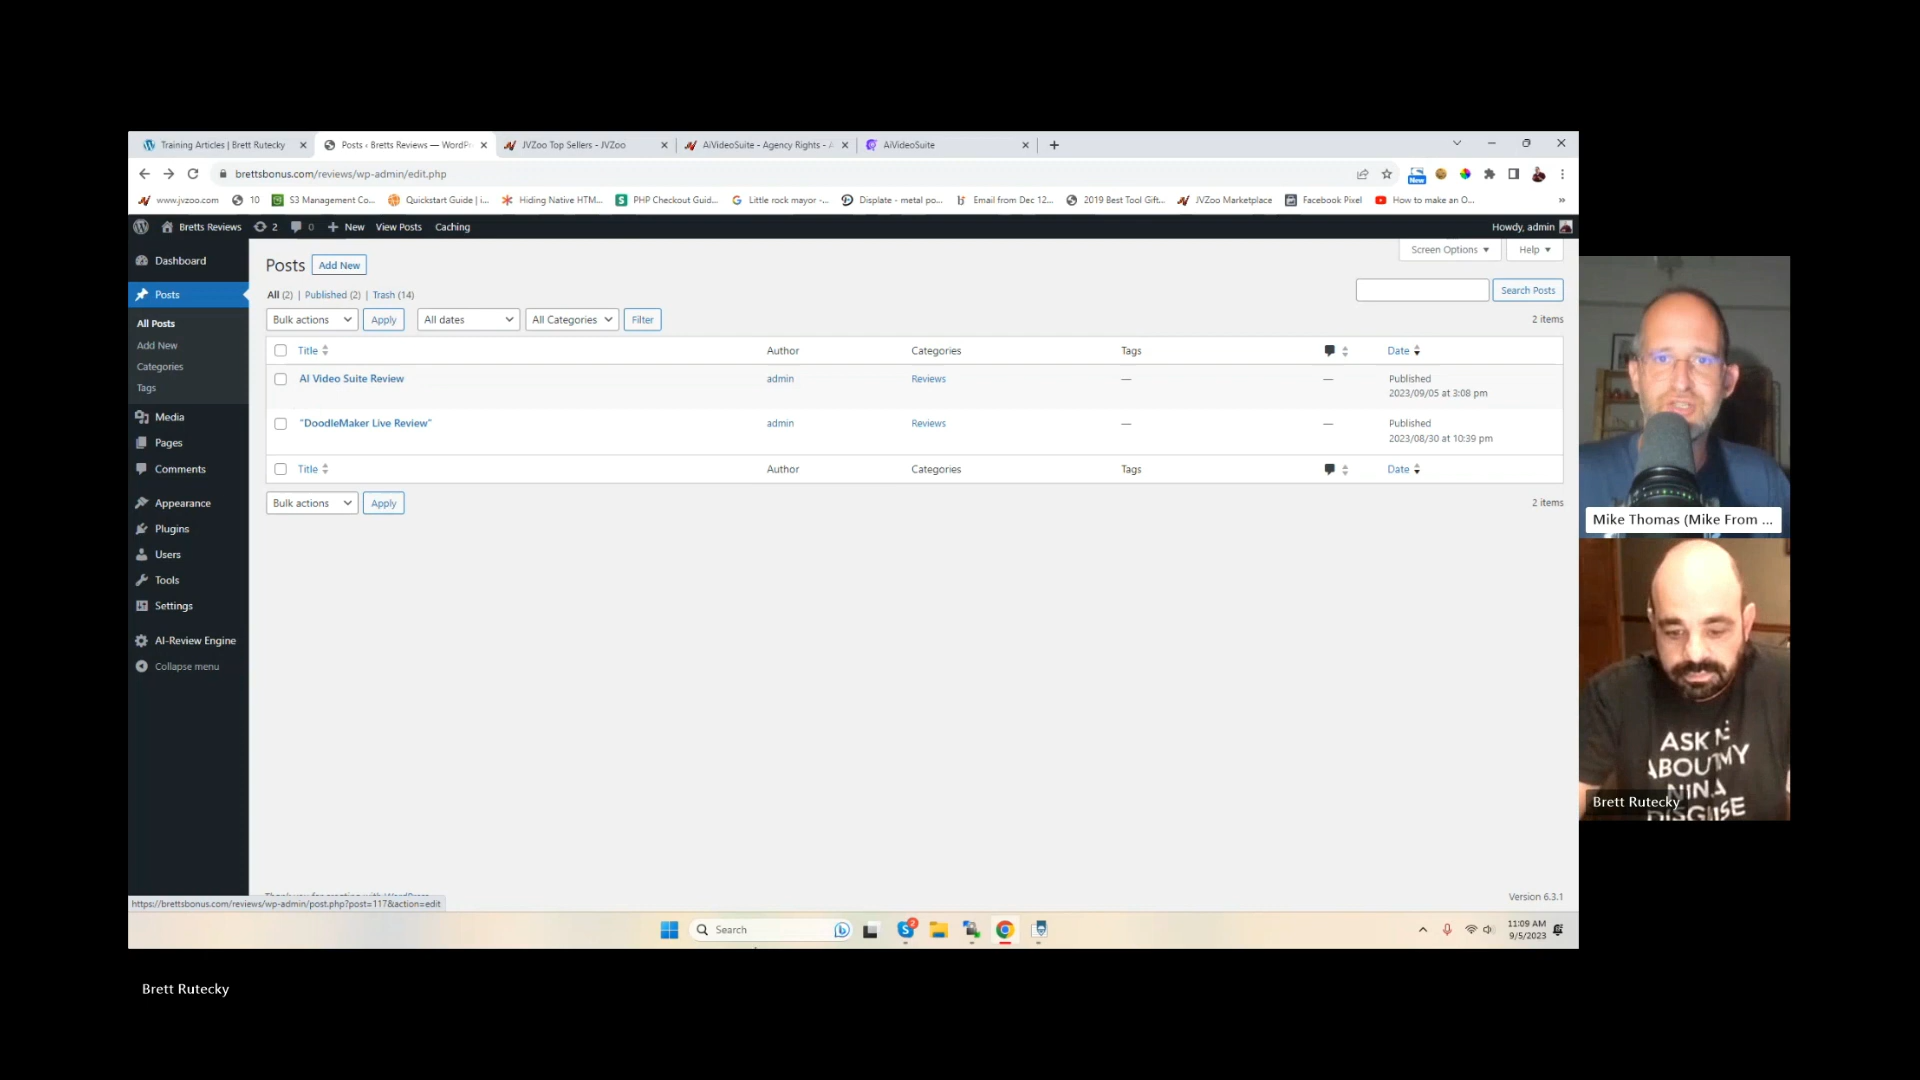 Training Articles | Brett Rutecky
Posts ‹ Bretts Reviews — WordPr
JVZoo Top Sellers - JVZoo
AiVideoSuite - Agency Rights - A
AiVideoSuite
brettsbonus.com/reviews/wp-admin/edit.php
New
www.jvzoo.com
10
S3 Management Co...
Quickstart Guide | i...
Hiding Native HTM...
PHP Checkout Guid...
Little rock mayor -...
Displate - metal po...
Email from Dec 12...
2019 Best Tool Gift...
JVZoo Marketplace
Facebook Pixel
How to make an O...
»
Bretts Reviews
2
0
New
View Posts
Caching
Howdy, admin
Dashboard
Posts
All Posts
Add New
Categories
Tags
Media
Pages
Comments
Appearance
Plugins
Users
Tools
Settings
AI-Review Engine
Collapse menu
Screen Options
Help
Posts
Add New
All (2) | Published (2) | Trash (14)
Search Posts
Bulk actions
Apply
All dates
All Categories
Filter
2 items
Title
Author
Categories
Tags
Date
AI Video Suite Review
admin
Reviews
—
—
Published
2023/09/05 at 3:08 pm
"DoodleMaker Live Review"
admin
Reviews
—
—
Published
2023/08/30 at 10:39 pm
Title
Author
Categories
Tags
Date
Bulk actions
Apply
2 items
Version 6.3.1
https://brettsbonus.com/reviews/wp-admin/post.php?post=117&action=edit
Search
2
11:09 AM
9/5/2023
Mike Thomas (Mike From ...
ASK
ABOUT MY
Brett Rutecky
Brett Rutecky